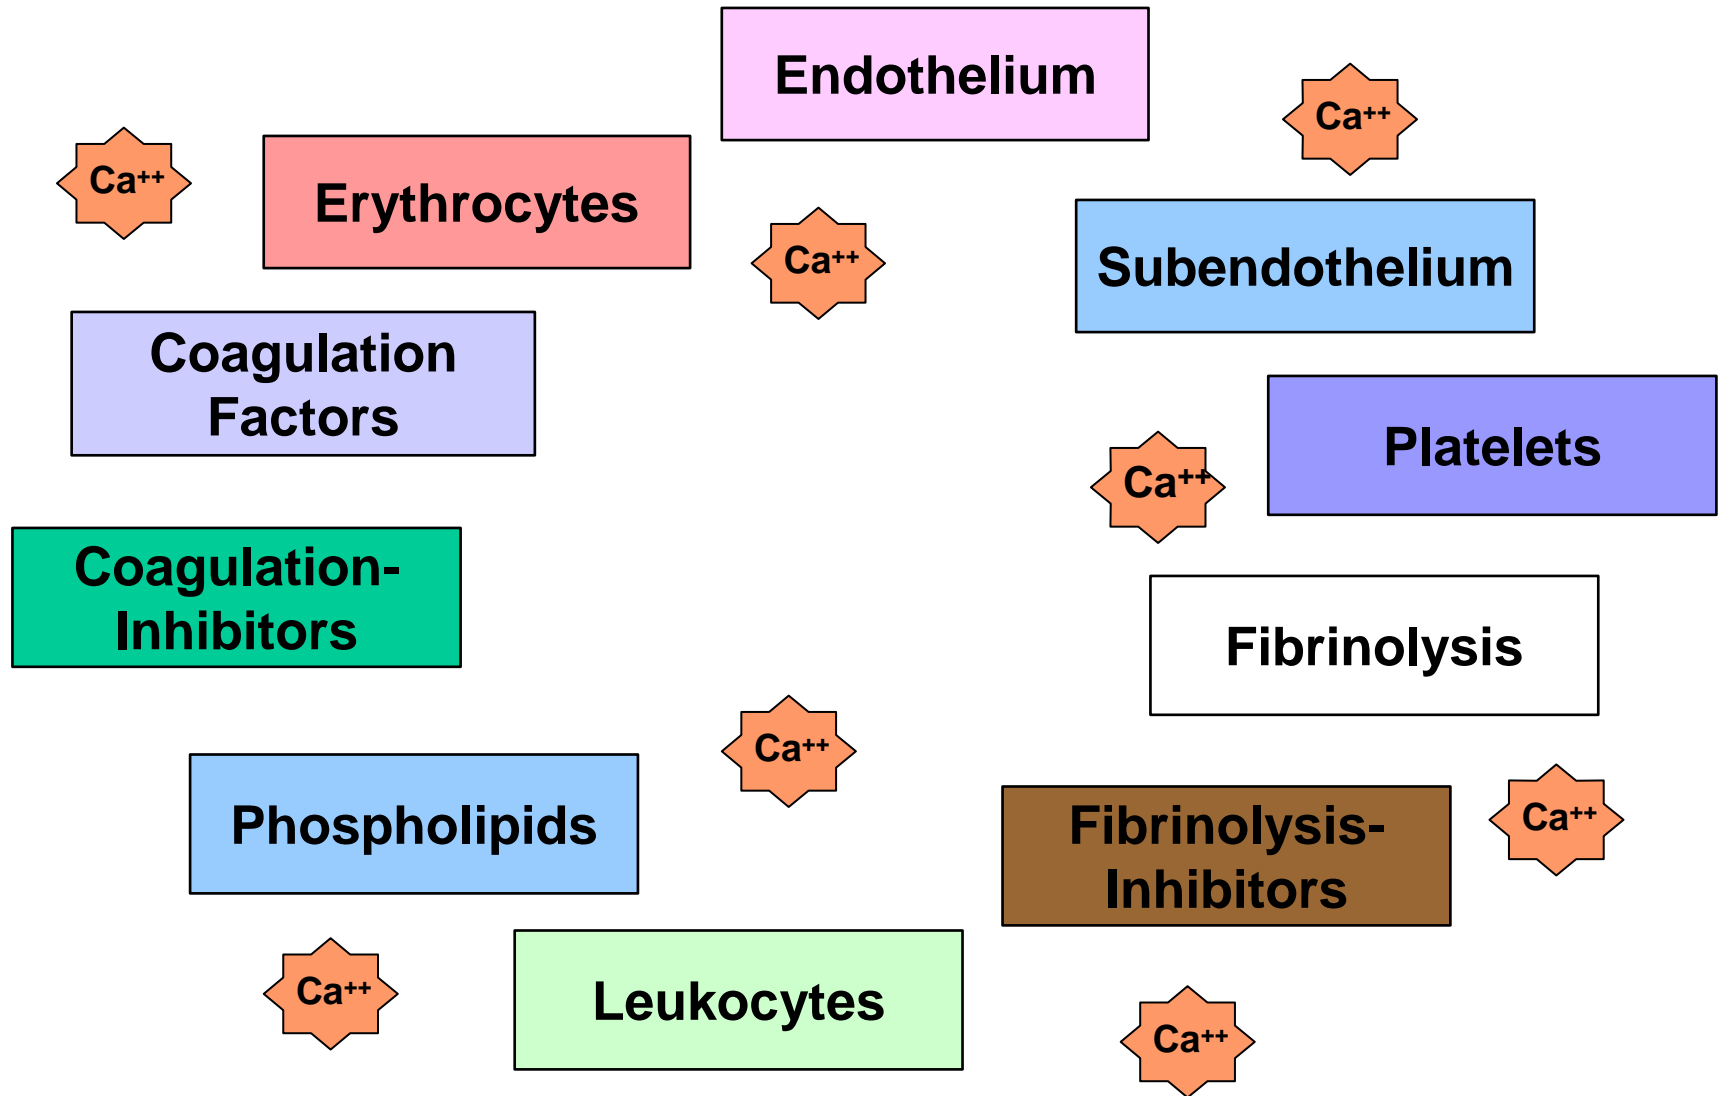 Endothelium
Ca++
Ca++
Erythrocytes
Ca++
Subendothelium
Coagulation
Factors
Platelets
Ca++
Coagulation-
Inhibitors
Fibrinolysis
Ca++
Phospholipids
Fibrinolysis-
Inhibitors
Ca++
Ca++
Leukocytes
Ca++